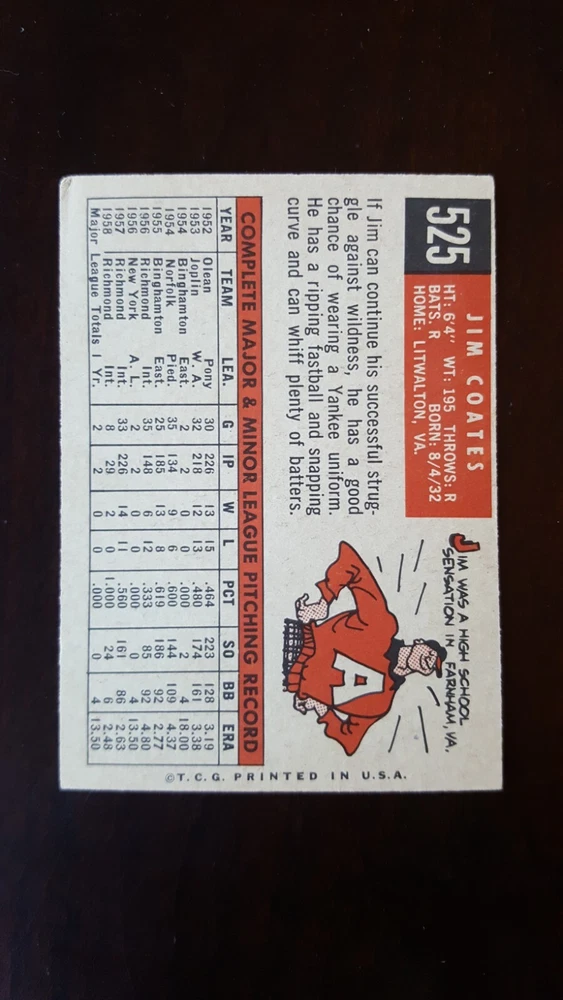 525
JIM COATES
HT: 6'4" WT: 195 THROWS: R
BATS. R BORN: 8/4/32
HOME: LITWALTON, VA.
JIM WAS A HIGH SCHOOL
SENSATION IN FARNHAM, VA.
A
If Jim can continue his successful strug-
gle against wildness, he has a good
chance of wearing a Yankee uniform.
He has a ripping fastball and snapping
curve and can whiff plenty of batters.
COMPLETE MAJOR & MINOR LEAGUE PITCHING RECORD
YEAR TEAM LEA. G IP W L PCT SO BB ERA
1952 Olean Pony 30 226 13 15 .464 223 128 3.19
1953 Joplin W. A. 32 218 12 13 .480 174 161 3.38
1954 Binghamton East. 2 2 0 0 .000 2 4 18.00
1954 Norfolk Pied. 35 134 9 6 .600 144 109 4.37
1955 Binghamton East. 25 185 13 8 .619 186 92 2.77
1956 Richmond Int. 35 148 6 12 .333 85 92 4.80
1956 New York A. L. 2 2 0 0 .000 0 4 13.50
1957 Richmond Int. 33 226 14 11 .560 161 86 2.63
1958 Richmond Int. 8 29 2 0 1.000 24 6 2.48
Major League Totals 1 Yr. 2 2 0 0 .000 0 4 13.50
©T. C. G. PRINTED IN U.S.A.